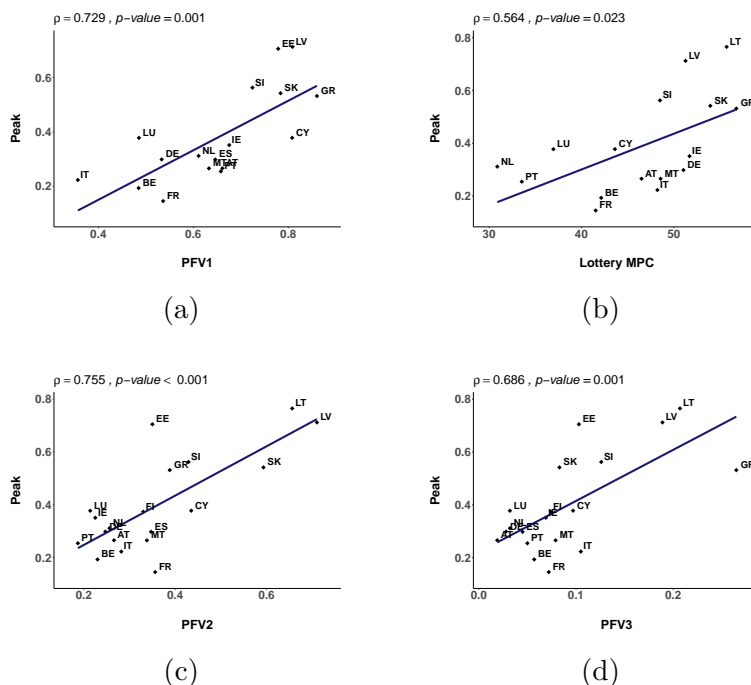 ρ = 0.729 , p-value = 0.001
Peak
0.6
0.4
0.2
EE
LV
SI
SK
GR
LU
CY
IE
DE
NL
ES
MT
AT
PT
IT
BE
FR
0.4
0.6
0.8
PFV1
(a)
ρ = 0.564 , p-value = 0.023
Peak
0.8
0.6
0.4
0.2
LT
LV
SI
SK
GR
LU
CY
IE
NL
DE
PT
AT
MT
IT
BE
FR
30
40
50
Lottery MPC
(b)
ρ = 0.755 , p-value < 0.001
Peak
0.8
0.6
0.4
0.2
LT
EE
LV
SI
GR
SK
LU
IE
FI
CY
NL
DE
ES
PT
AT
MT
IT
BE
FR
0.2
0.4
0.6
PFV2
(c)
ρ = 0.686 , p-value = 0.001
Peak
0.8
0.6
0.4
0.2
LT
EE
LV
SI
SK
GR
LU
FI
CY
IE
NL
DE
ES
AT
PT
MT
IT
BE
FR
0.0
0.1
0.2
PFV3
(d)